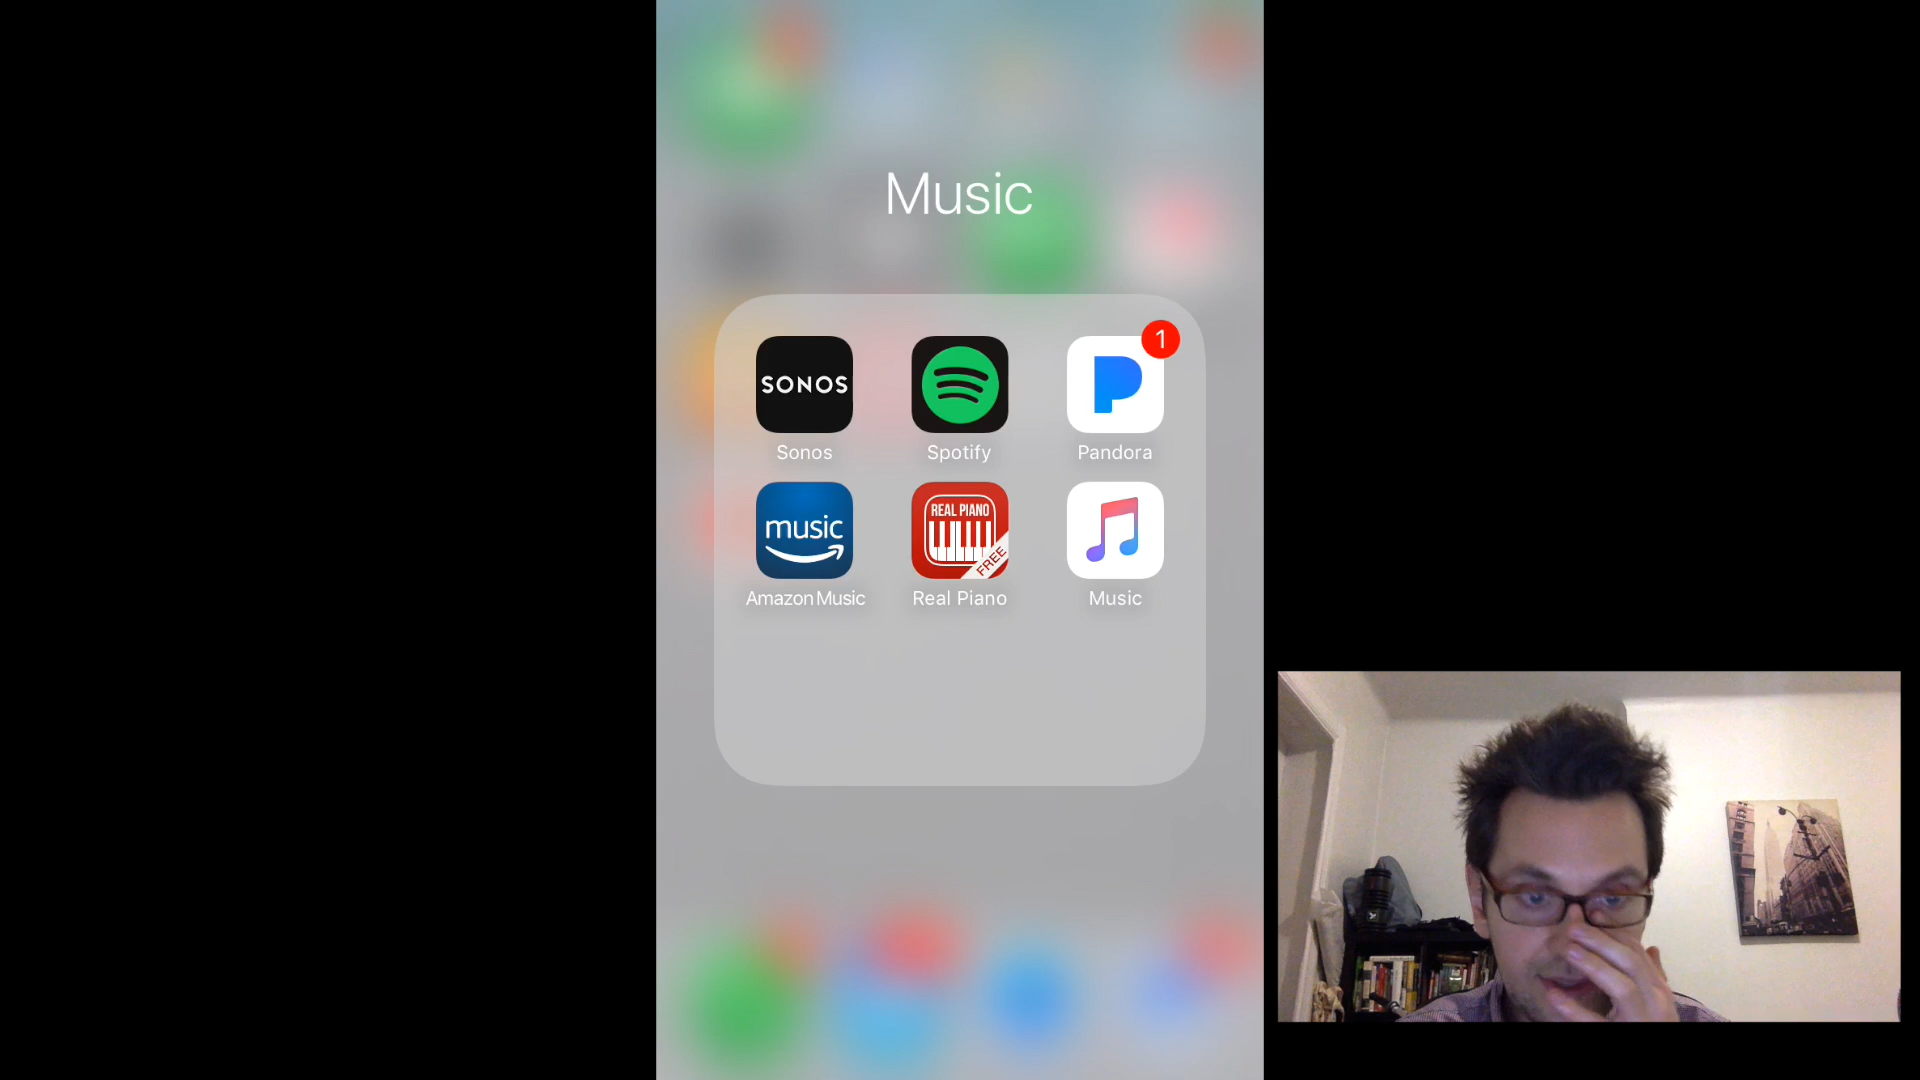 Music
1
SONOS
Sonos
Spotify
Pandora
music
REAL PIANO
FREE
Amazon Music
Real Piano
Music